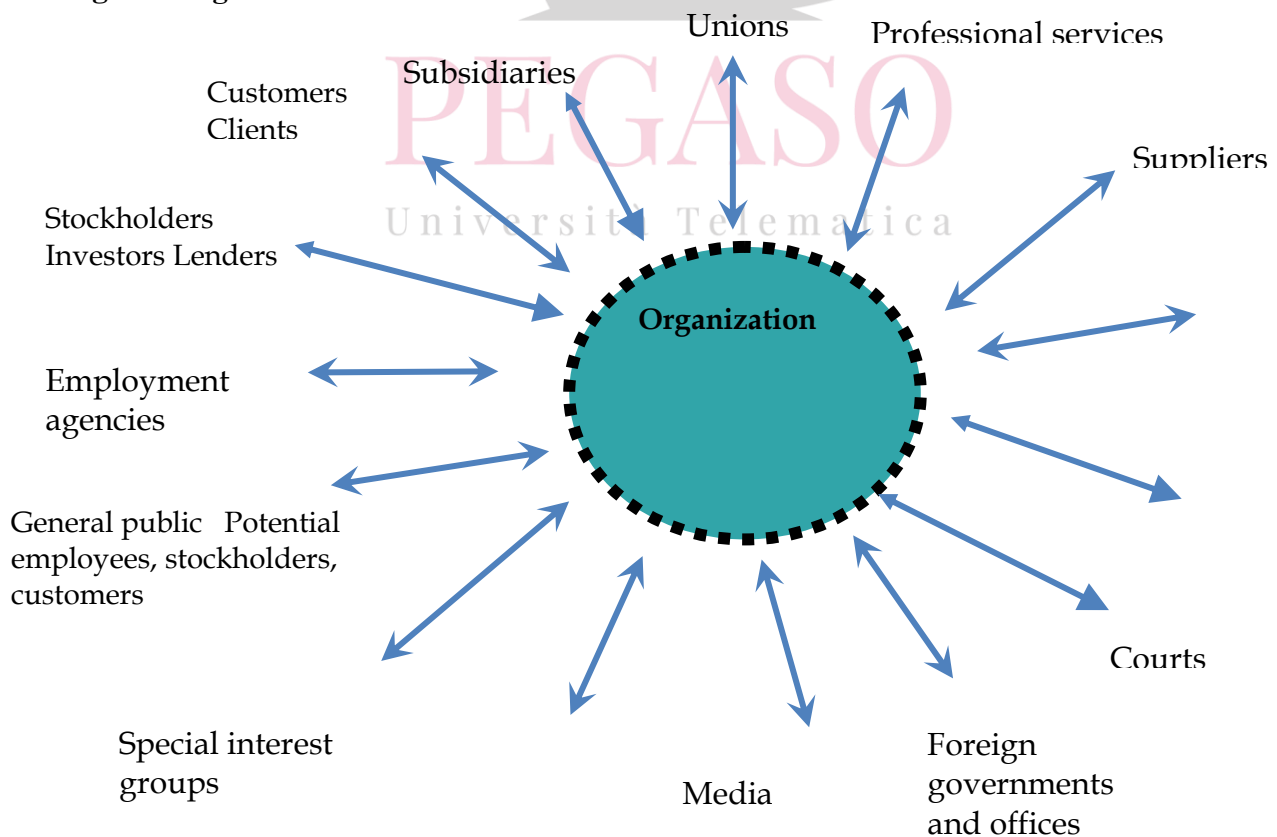 Unions
Professional services
Subsidiaries
Customers
Clients
PEGASO
Suppliers
Università Telematica
Stockholders
Investors Lenders
Organization
Employment
agencies
General public Potential
employees, stockholders,
customers
Courts
Special interest
groups
Media
Foreign
governments
and offices